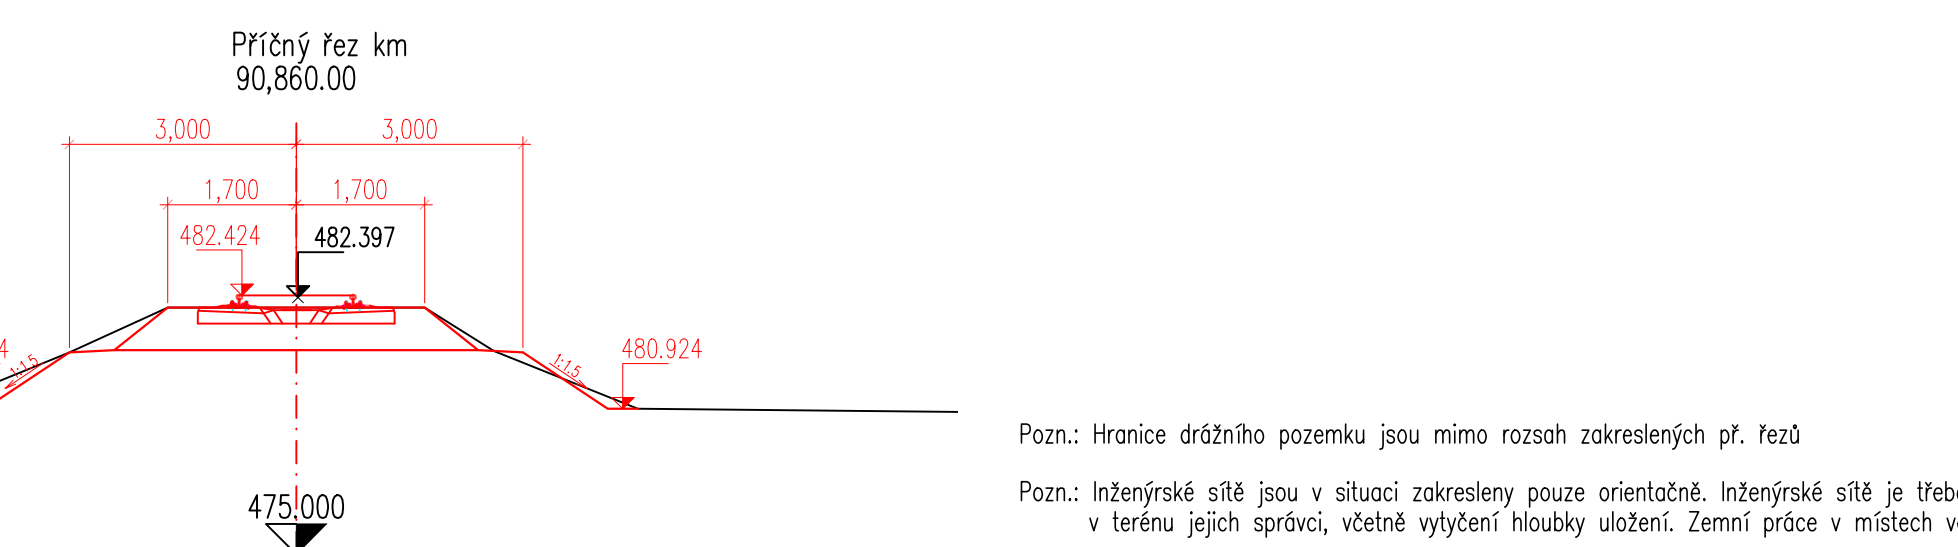 Příčný řez km
90,860.00
3,000 3,000
1,700 1,700
482.424 482.397
1:1.5 1:1.5 480.924
475.000
Pozn.: Hranice drážního pozemku jsou mimo rozsah zakreslených př. řezů
Pozn.: Inženýrské sítě jsou v situaci zakresleny pouze orientačně. Inženýrské sítě je
v terénu jejich správci, včetně vytyčení hloubky uložení. Zemní práce v místech